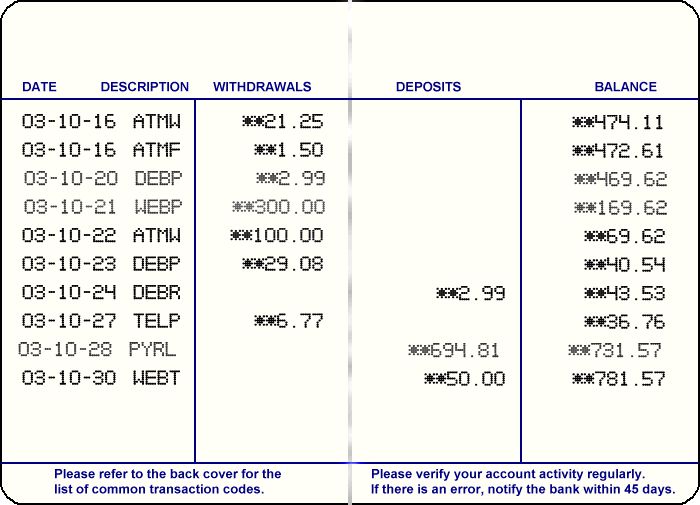 DATE DESCRIPTION WITHDRAWALS DEPOSITS BALANCE
03-10-16 ATMW **21.25 **474.11
03-10-16 ATMF **1.50 **472.61
03-10-20 DEBP **2.99 **469.62
03-10-21 WEBP **300.00 **169.62
03-10-22 ATMW **100.00 **69.62
03-10-23 DEBP **29.08 **40.54
03-10-24 DEBR **2.99 **43.53
03-10-27 TELP **6.77 **36.76
03-10-28 PYRL **694.81 **731.57
03-10-30 WEBT **50.00 **781.57
Please refer to the back cover for the
list of common transaction codes.
Please verify your account activity regularly.
If there is an error, notify the bank within 45 days.